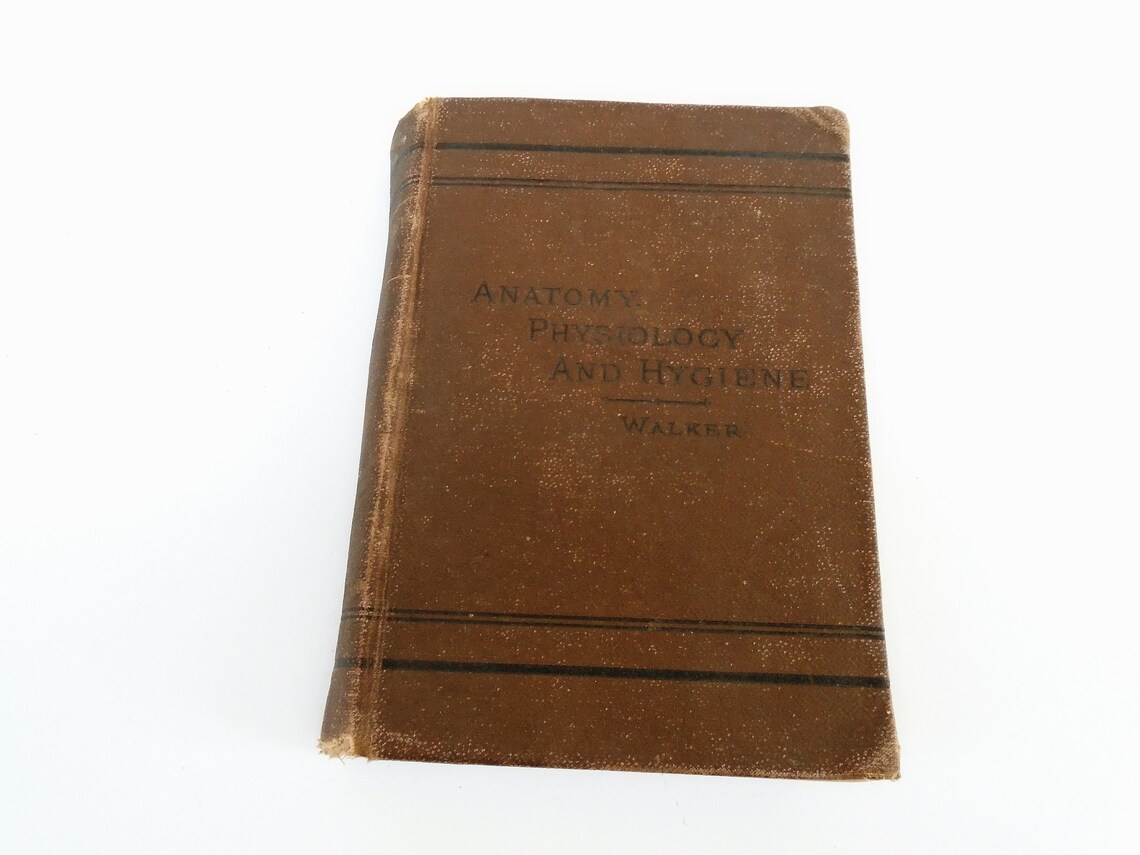 ANATOMY,
PHYSIOLOGY
AND HYGIENE
WALKER